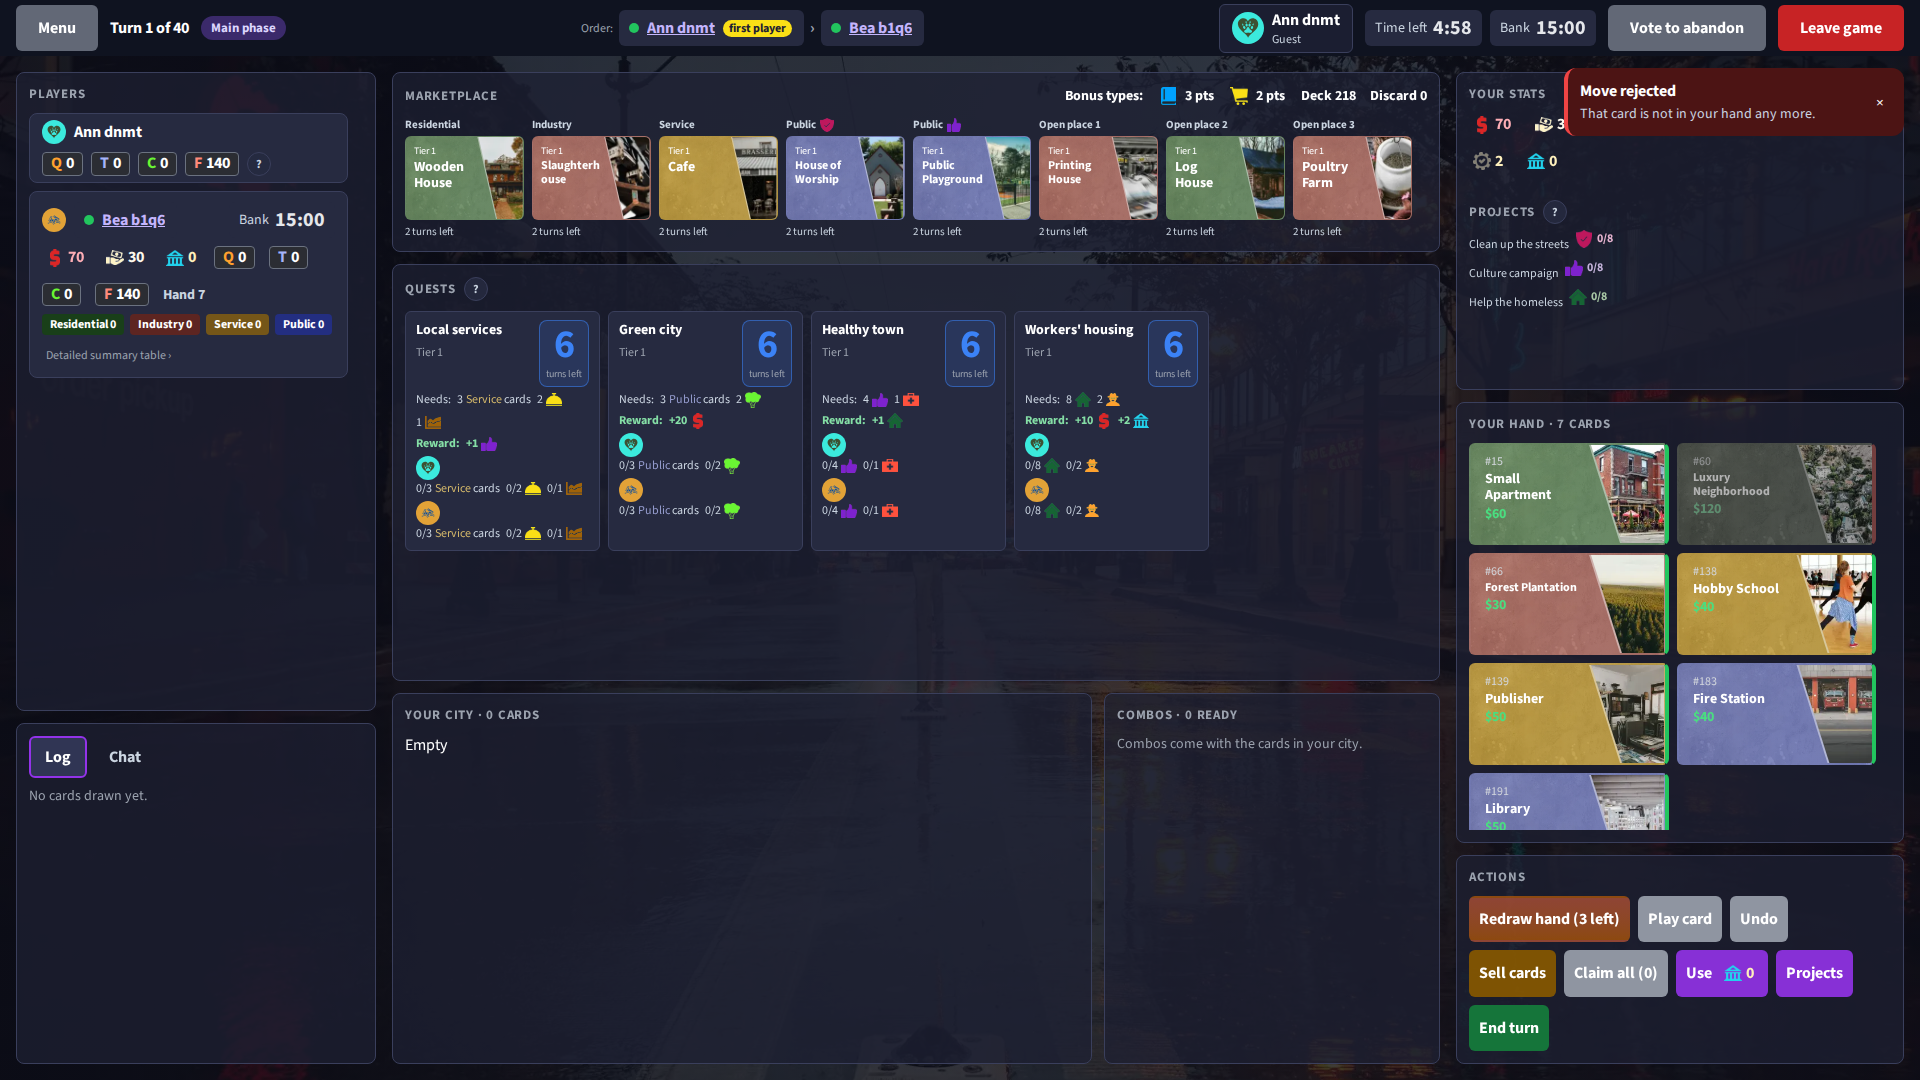 Menu
Turn 1 of 40
Main phase
Order:
Ann dnmt
first player
›
Bea b1q6
Ann dnmt
Guest
Time left 4:58
Bank 15:00
Vote to abandon
Leave game
PLAYERS
Ann dnmt
Q 0
T 0
C 0
F 140
?
Bea b1q6
Bank 15:00
70
30
0
Q 0
T 0
C 0
F 140
Hand 7
Residential 0
Industry 0
Service 0
Public 0
Detailed summary table ›
Log
Chat
No cards drawn yet.
MARKETPLACE
Bonus types:
3 pts
2 pts
Deck 218
Discard 0
Residential
Tier 1
Wooden
House
2 turns left
Industry
Tier 1
Slaughterh
ouse
2 turns left
Service
Tier 1
Cafe
2 turns left
Public
Tier 1
House of
Worship
2 turns left
Public
Tier 1
Public
Playground
2 turns left
Open place 1
Tier 1
Printing
House
2 turns left
Open place 2
Tier 1
Log
House
2 turns left
Open place 3
Tier 1
Poultry
Farm
2 turns left
QUESTS
?
Local services
Tier 1
6
turns left
Needs: 3 Service cards 2
1
Reward: +1
0/3 Service cards 0/2 0/1
0/3 Service cards 0/2 0/1
Green city
Tier 1
6
turns left
Needs: 3 Public cards 2
Reward: +20
0/3 Public cards 0/2
0/3 Public cards 0/2
Healthy town
Tier 1
6
turns left
Needs: 4 1
Reward: +1
0/4 0/1
0/4 0/1
Workers' housing
Tier 1
6
turns left
Needs: 8 2
Reward: +10 +2
0/8 0/2
0/8 0/2
YOUR CITY · 0 CARDS
Empty
COMBOS · 0 READY
Combos come with the cards in your city.
YOUR STATS
70
3
2
0
Move rejected
That card is not in your hand any more.
×
PROJECTS
?
Clean up the streets 0/8
Culture campaign 0/8
Help the homeless 0/8
YOUR HAND · 7 CARDS
#15
Small
Apartment
$60
#60
Luxury
Neighborhood
$120
#66
Forest Plantation
$30
#138
Hobby School
$40
#139
Publisher
$50
#183
Fire Station
$40
#191
Library
$50
ACTIONS
Redraw hand (3 left)
Play card
Undo
Sell cards
Claim all (0)
Use 0
Projects
End turn